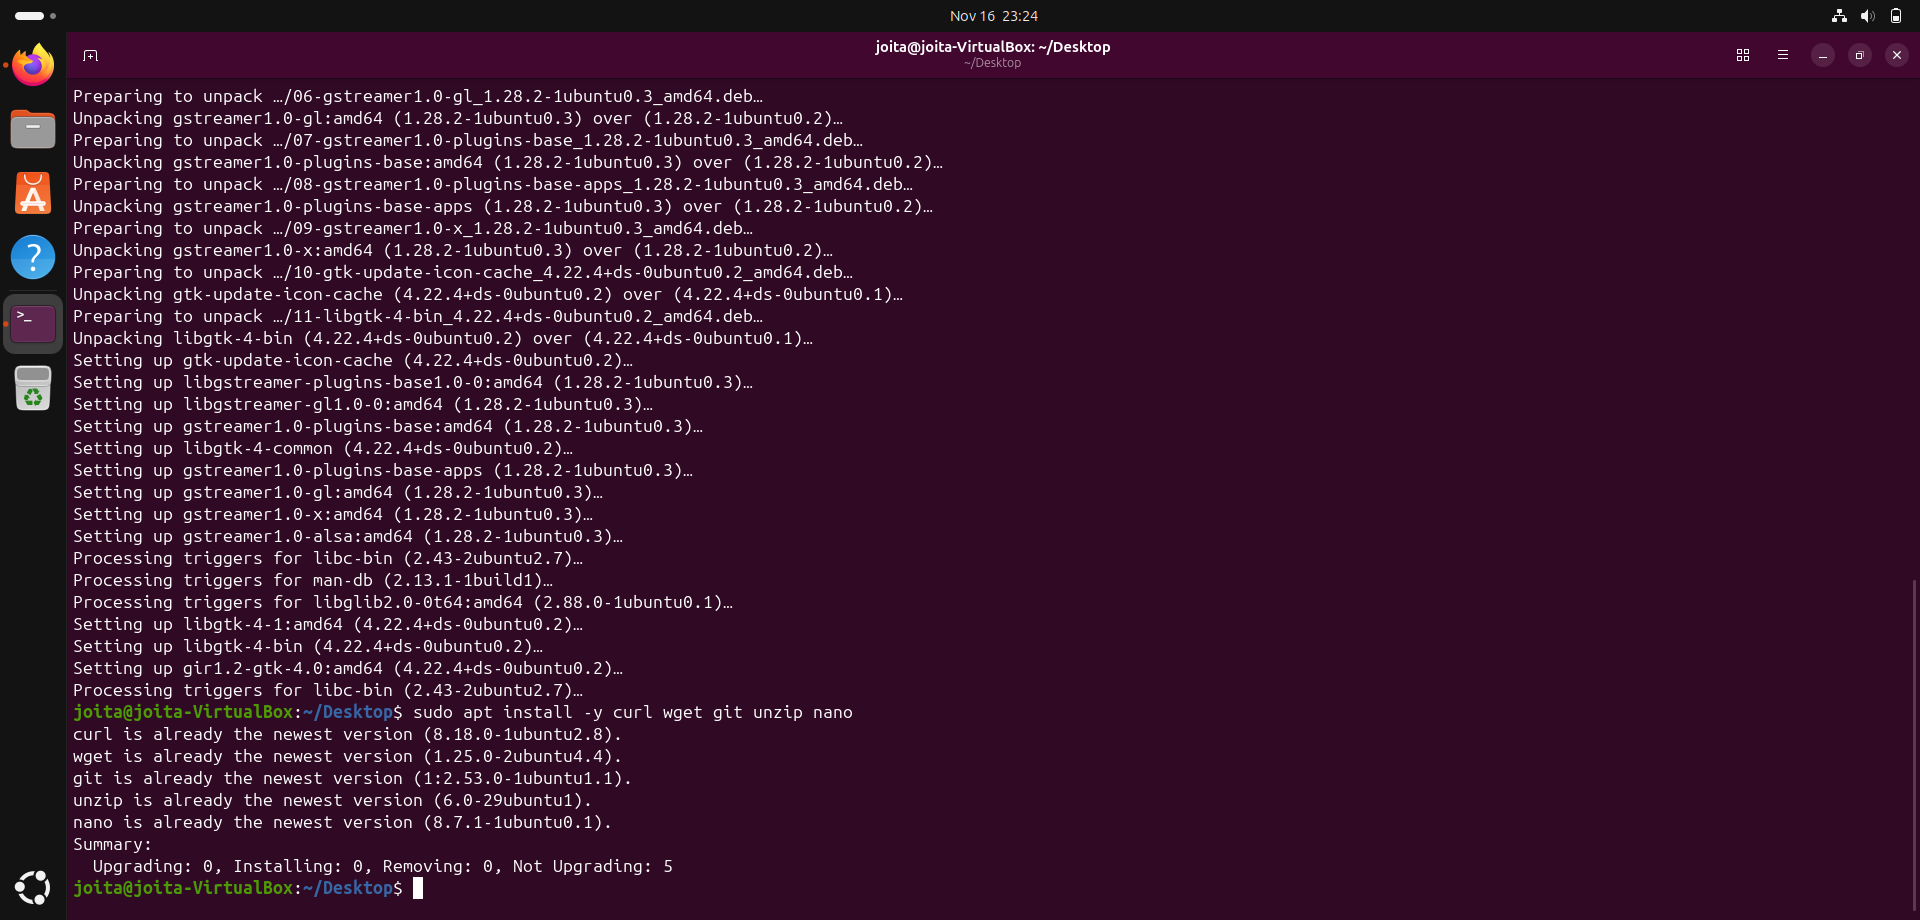 Nov 16 23:24
joita@joita-VirtualBox: ~/Desktop
~/Desktop
Preparing to unpack …/06-gstreamer1.0-gl_1.28.2-1ubuntu0.3_amd64.deb…
Unpacking gstreamer1.0-gl:amd64 (1.28.2-1ubuntu0.3) over (1.28.2-1ubuntu0.2)…
Preparing to unpack …/07-gstreamer1.0-plugins-base_1.28.2-1ubuntu0.3_amd64.deb…
Unpacking gstreamer1.0-plugins-base:amd64 (1.28.2-1ubuntu0.3) over (1.28.2-1ubuntu0.2)…
Preparing to unpack …/08-gstreamer1.0-plugins-base-apps_1.28.2-1ubuntu0.3_amd64.deb…
Unpacking gstreamer1.0-plugins-base-apps (1.28.2-1ubuntu0.3) over (1.28.2-1ubuntu0.2)…
Preparing to unpack …/09-gstreamer1.0-x_1.28.2-1ubuntu0.3_amd64.deb…
Unpacking gstreamer1.0-x:amd64 (1.28.2-1ubuntu0.3) over (1.28.2-1ubuntu0.2)…
Preparing to unpack …/10-gtk-update-icon-cache_4.22.4+ds-0ubuntu0.2_amd64.deb…
Unpacking gtk-update-icon-cache (4.22.4+ds-0ubuntu0.2) over (4.22.4+ds-0ubuntu0.1)…
Preparing to unpack …/11-libgtk-4-bin_4.22.4+ds-0ubuntu0.2_amd64.deb…
Unpacking libgtk-4-bin (4.22.4+ds-0ubuntu0.2) over (4.22.4+ds-0ubuntu0.1)…
Setting up gtk-update-icon-cache (4.22.4+ds-0ubuntu0.2)…
Setting up libgstreamer-plugins-base1.0-0:amd64 (1.28.2-1ubuntu0.3)…
Setting up libgstreamer-gl1.0-0:amd64 (1.28.2-1ubuntu0.3)…
Setting up gstreamer1.0-plugins-base:amd64 (1.28.2-1ubuntu0.3)…
Setting up libgtk-4-common (4.22.4+ds-0ubuntu0.2)…
Setting up gstreamer1.0-plugins-base-apps (1.28.2-1ubuntu0.3)…
Setting up gstreamer1.0-gl:amd64 (1.28.2-1ubuntu0.3)…
Setting up gstreamer1.0-x:amd64 (1.28.2-1ubuntu0.3)…
Setting up gstreamer1.0-alsa:amd64 (1.28.2-1ubuntu0.3)…
Processing triggers for libc-bin (2.43-2ubuntu2.7)…
Processing triggers for man-db (2.13.1-1build1)…
Processing triggers for libglib2.0-0t64:amd64 (2.88.0-1ubuntu0.1)…
Setting up libgtk-4-1:amd64 (4.22.4+ds-0ubuntu0.2)…
Setting up libgtk-4-bin (4.22.4+ds-0ubuntu0.2)…
Setting up gir1.2-gtk-4.0:amd64 (4.22.4+ds-0ubuntu0.2)…
Processing triggers for libc-bin (2.43-2ubuntu2.7)…
joita@joita-VirtualBox:~/Desktop$ sudo apt install -y curl wget git unzip nano
curl is already the newest version (8.18.0-1ubuntu2.8).
wget is already the newest version (1.25.0-2ubuntu4.4).
git is already the newest version (1:2.53.0-1ubuntu1.1).
unzip is already the newest version (6.0-29ubuntu1).
nano is already the newest version (8.7.1-1ubuntu0.1).
Summary:
  Upgrading: 0, Installing: 0, Removing: 0, Not Upgrading: 5
joita@joita-VirtualBox:~/Desktop$